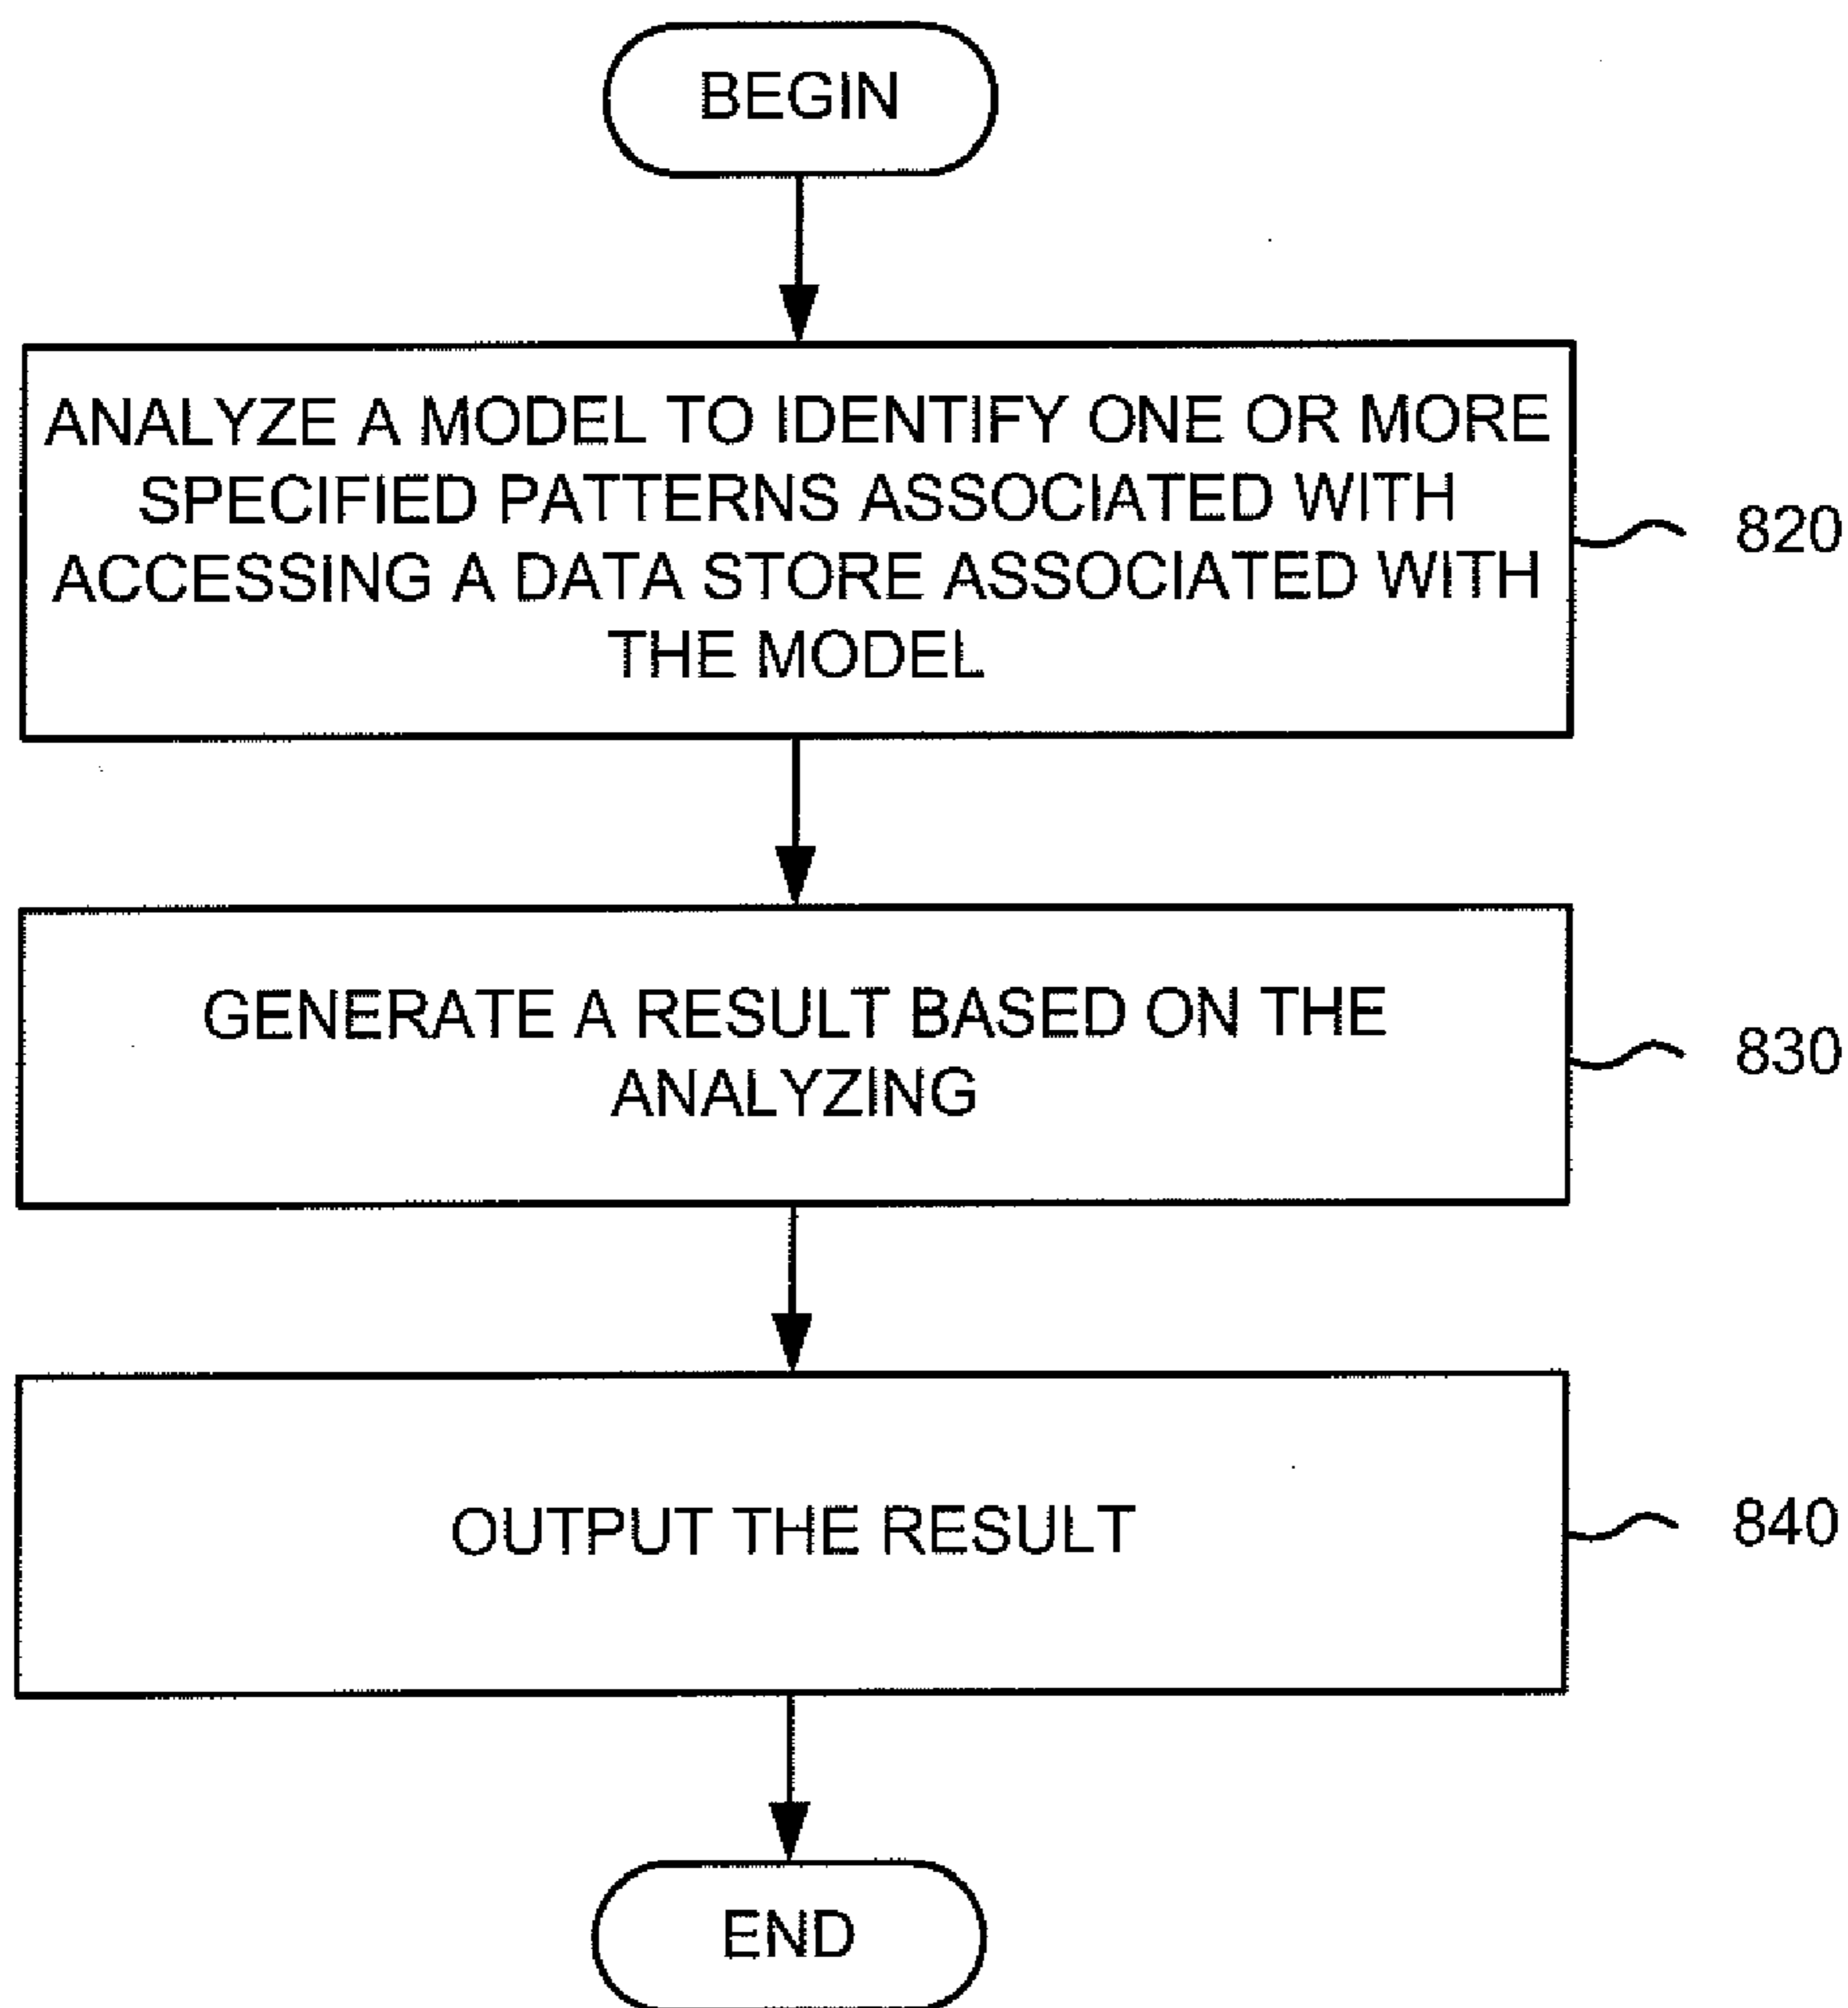 BEGIN
ANALYZE A MODEL TO IDENTIFY ONE OR MORE
SPECIFIED PATTERNS ASSOCIATED WITH
ACCESSING A DATA STORE ASSOCIATED WITH
THE MODEL
820
GENERATE A RESULT BASED ON THE
ANALYZING
830
OUTPUT THE RESULT
840
END